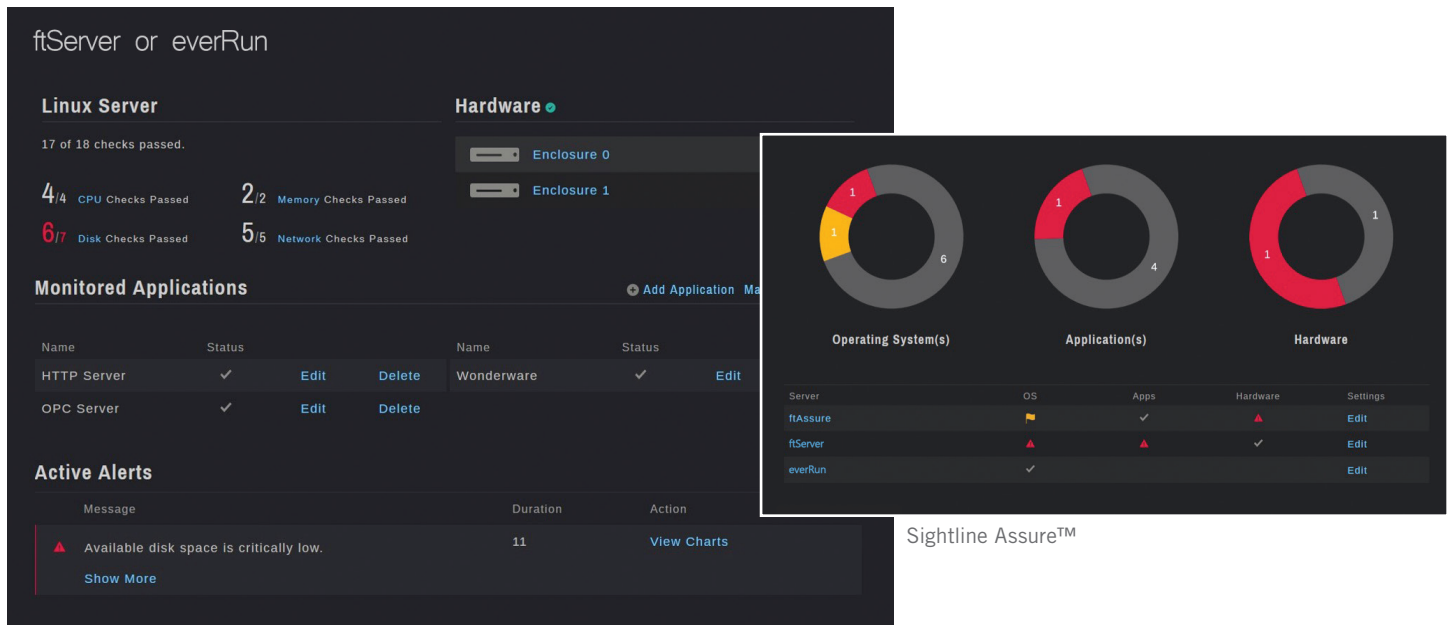 ftServer or everRun
Linux Server
17 of 18 checks passed.
4/4 CPU Checks Passed
2/2 Memory Checks Passed
6/7 Disk Checks Passed
5/5 Network Checks Passed
Hardware
Enclosure 0
Enclosure 1
Monitored Applications
Add Application Ma
Name Status Name Status
HTTP Server Edit Delete Wonderware Edit
OPC Server Edit Delete
Active Alerts
Message Duration Action
Available disk space is critically low. 11 View Charts
Show More
1 1 6
Operating System(s)
1 4
Application(s)
1 1
Hardware
Server OS Apps Hardware Settings
ftAssure Edit
ftServer Edit
everRun Edit
Sightline Assure™